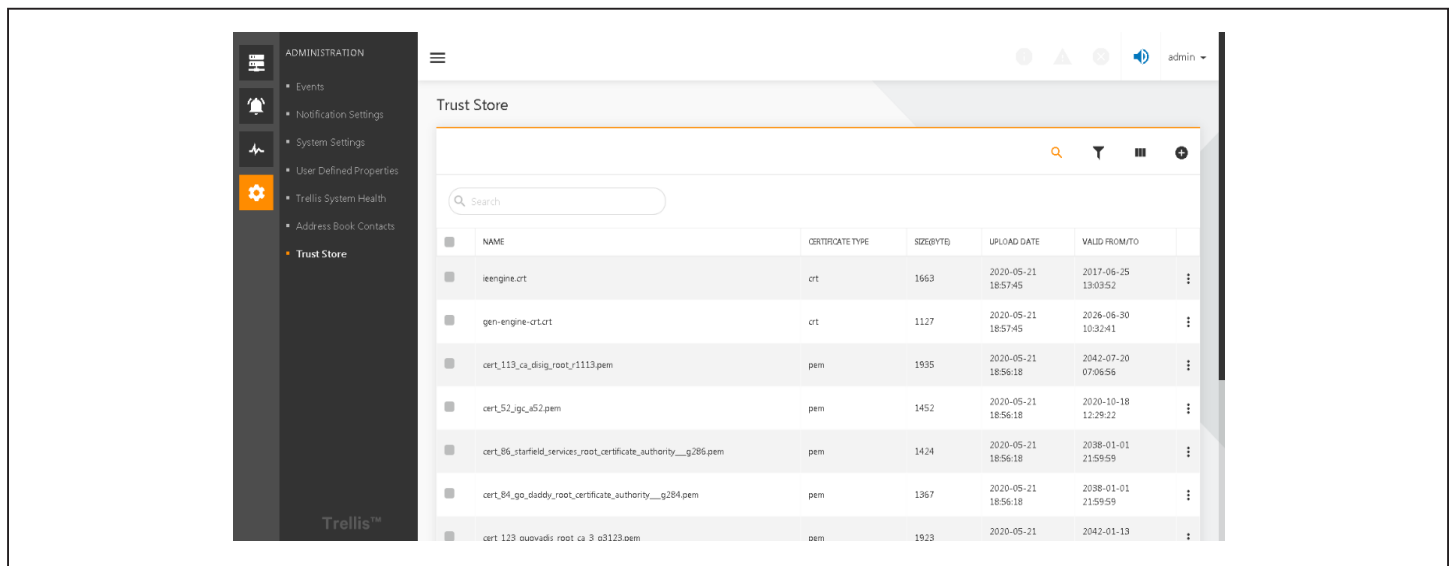 ADMINISTRATION
Events
Notification Settings
System Settings
User Defined Properties
Trellis System Health
Address Book Contacts
Trust Store
Trellis™
admin
Trust Store
Search
NAME CERTIFICATE TYPE SIZE(BYTE) UPLOAD DATE VALID FROM/TO
ieengine.crt crt 1663 2020-05-21 18:57:45 2017-06-25 13:03:52
gen-engine-crt.crt crt 1127 2020-05-21 18:57:45 2026-06-30 10:32:41
cert_113_ca_disig_root_r1113.pem pem 1935 2020-05-21 18:56:18 2042-07-20 07:06:56
cert_52_igc_a52.pem pem 1452 2020-05-21 18:56:18 2020-10-18 12:29:22
cert_86_starfield_services_root_certificate_authority__g286.pem pem 1424 2020-05-21 18:56:18 2038-01-01 21:59:59
cert_84_go_daddy_root_certificate_authority__g284.pem pem 1367 2020-05-21 18:56:18 2038-01-01 21:59:59
cert_123_quovadis_root_ca_3_g3123.pem pem 1923 2020-05-21 2042-01-13